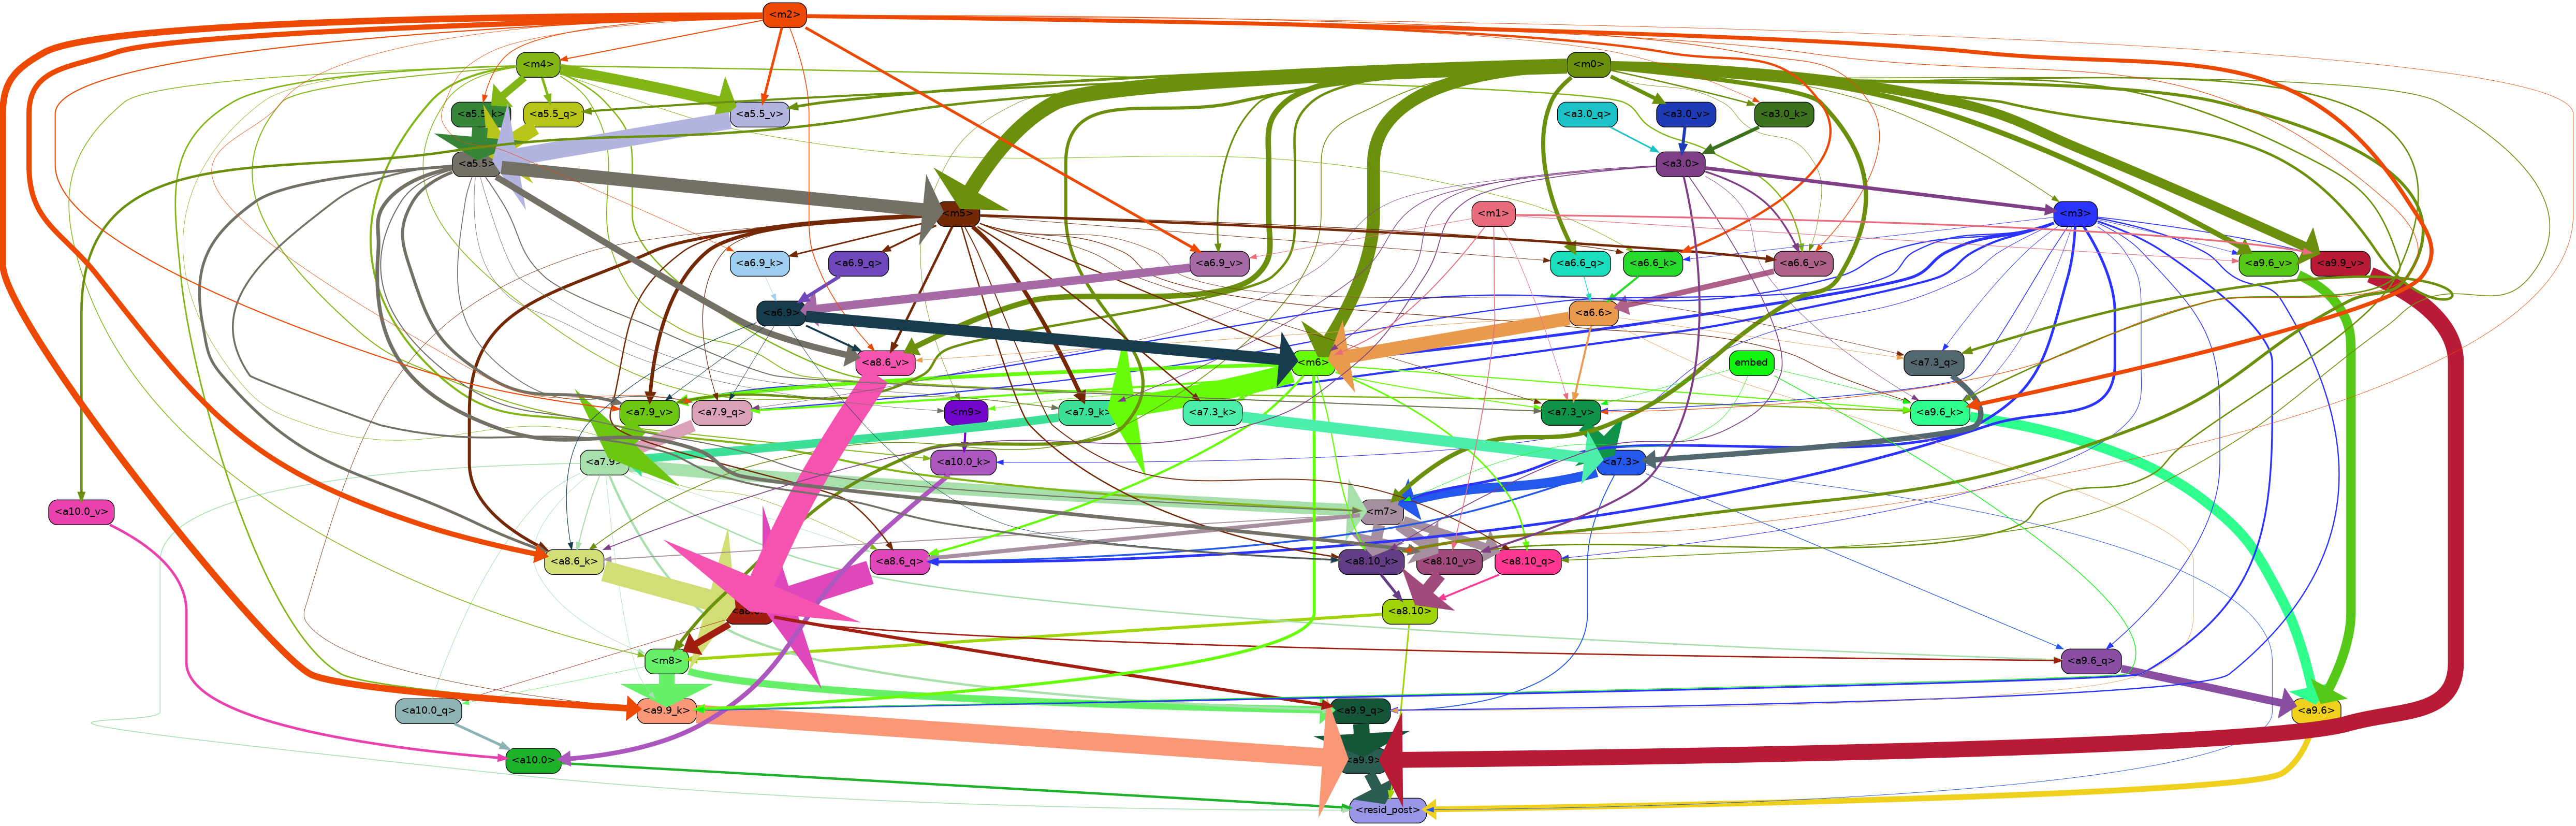 <m2>
<m4> <m0>
<a5.5_k> <a5.5_q> <a5.5_v> <a3.0_q> <a3.0_v> <a3.0_k>
<a5.5> <a3.0>
<m5> <m1> <m3>
<a6.9_k> <a6.9_q> <a6.9_v> <a6.6_q> <a6.6_k> <a6.6_v> <a9.6_v> <a9.9_v>
<a6.9> <a6.6>
<a8.6_v> <m6> embed <a7.3_q>
<a7.9_v> <a7.9_q> <m9> <a7.9_k> <a7.3_k> <a7.3_v> <a9.6_k>
<a7.9> <a10.0_k> <a7.3>
<a10.0_v> <m7>
<a8.6_k> <a8.6_q> <a8.10_k> <a8.10_v> <a8.10_q>
<a8.10>
<m8> <a9.6_q>
<a10.0_q> <a9.9_k> <a9.9_q> <a9.6>
<a10.0> <a9.9>
<resid_post>